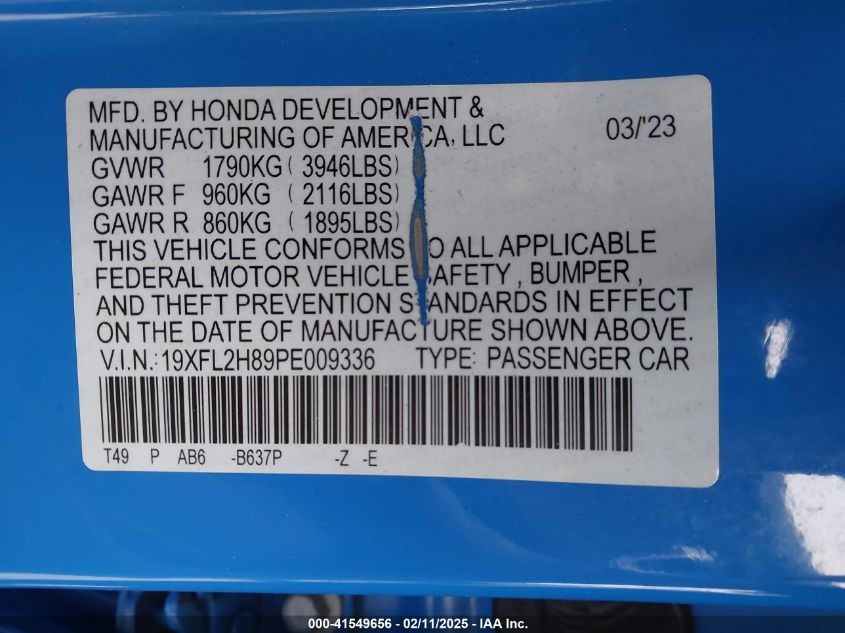 MFD. BY HONDA DEVELOPMENT &
MANUFACTURING OF AMERICA, LLC 03/'23
GVWR 1790KG ( 3946LBS)
GAWR F 960KG ( 2116LBS)
GAWR R 860KG ( 1895LBS)
THIS VEHICLE CONFORMS TO ALL APPLICABLE
FEDERAL MOTOR VEHICLE SAFETY , BUMPER ,
AND THEFT PREVENTION STANDARDS IN EFFECT
ON THE DATE OF MANUFACTURE SHOWN ABOVE.
V.I.N.: 19XFL2H89PE009336 TYPE: PASSENGER CAR
T49 P AB6 -B637P -Z -E
000-41549656 - 02/11/2025 - IAA Inc.